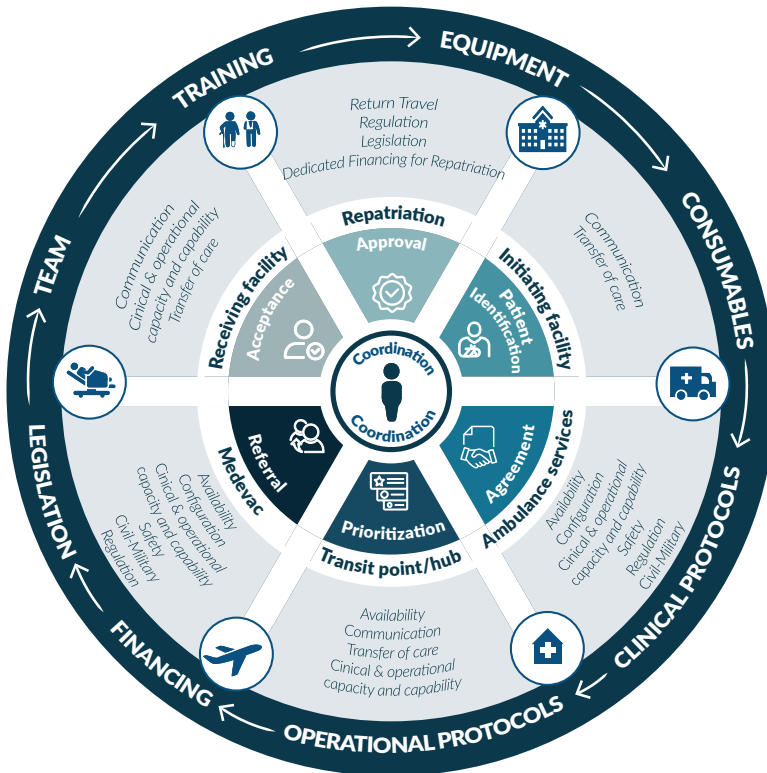 TRAINING
EQUIPMENT
CONSUMABLES
CLINICAL PROTOCOLS
OPERATIONAL PROTOCOLS
FINANCING
LEGISLATION
TEAM
Return Travel
Regulation
Legislation
Dedicated Financing for Repatriation
Repatriation
Approval
Communication
Transfer of care
Initiating facility
Patient
Identification
Availability
Configuration
Cinical & operational
capacity and capability
Safety
Regulation
Civil-Military
Ambulance services
Agreement
Availability
Communication
Transfer of care
Cinical & operational
capacity and capability
Transit point/hub
Prioritization
Availability
Configuration
Cinical & operational
capacity and capability
Safety
Civil-Military
Regulation
Medevac
Referral
Communication
Clinical & operational
capacity and capability
Transfer of care
Receiving facility
Acceptance
Coordination
Coordination